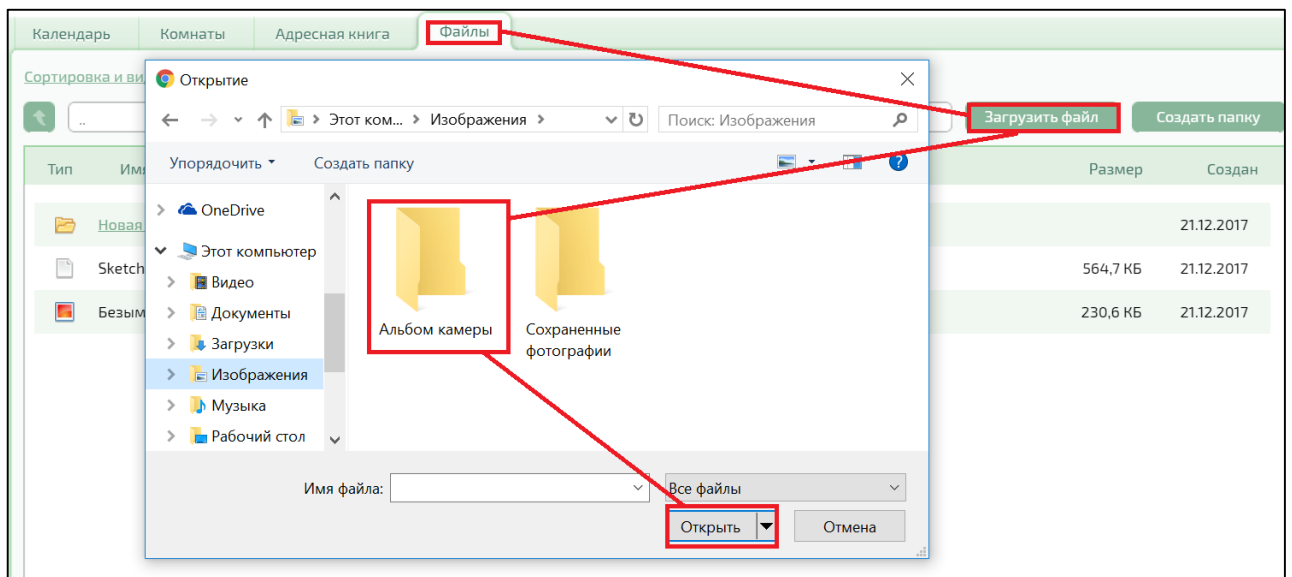 Календарь Комнаты Адресная книга Файлы
Сортировка и ви
.. Загрузить файл Создать папку
Тип Имя Размер Создан
Новая 21.12.2017
Sketch 564,7 КБ 21.12.2017
Безым 230,6 КБ 21.12.2017
Открытие
Этот ком... Изображения Поиск: Изображения
Упорядочить Создать папку
OneDrive
Этот компьютер
Видео
Документы
Загрузки
Изображения
Музыка
Рабочий стол
Альбом камеры
Сохраненные
фотографии
Имя файла: Все файлы
Открыть Отмена